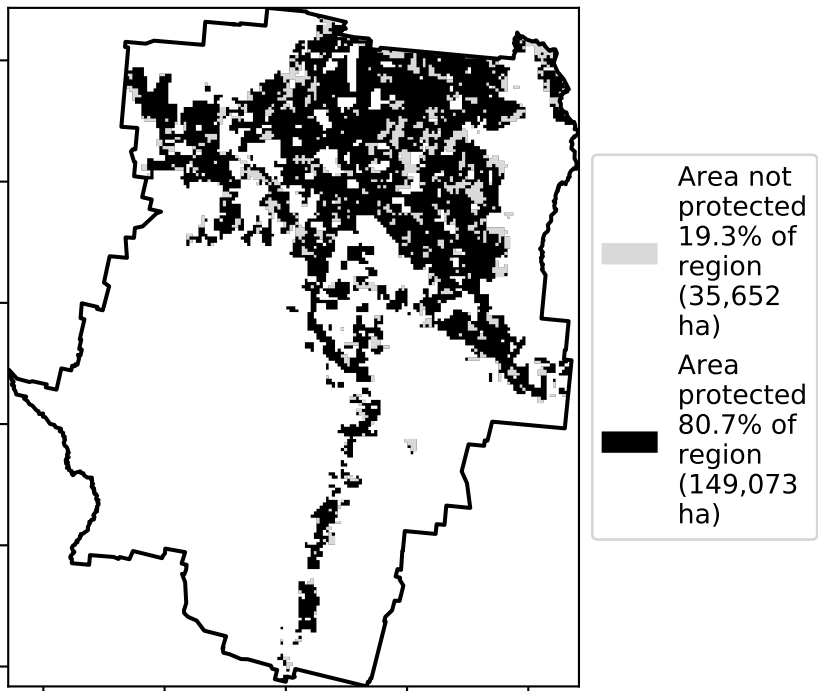 Area not
protected
19.3% of
region
(35,652
ha)
Area
protected
80.7% of
region
(149,073
ha)